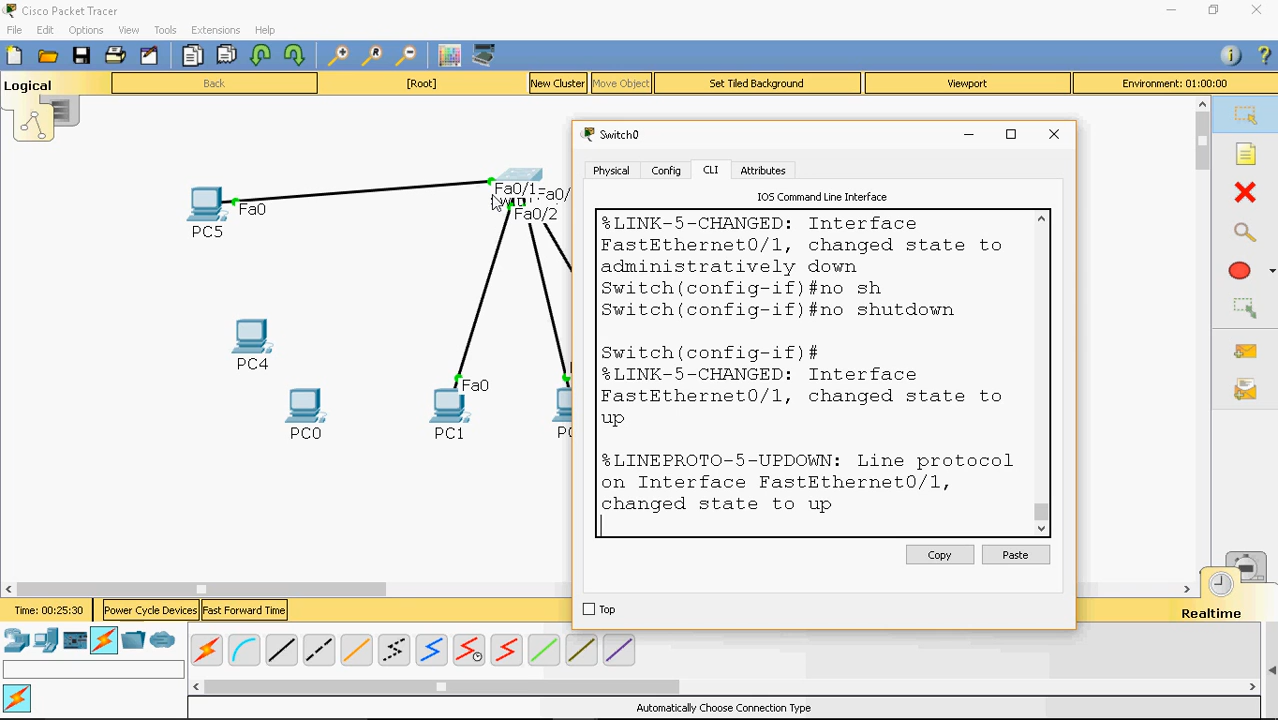 Cisco Packet Tracer
File Edit Options View Tools Extensions Help
Logical
Back
[Root]
New Cluster
Move Object
Set Tiled Background
Viewport
Environment: 01:00:00
Fa0
PC5
Fa0/1
Fa0/2
PC4
PC0
Fa0
PC1
Switch0
Physical
Config
CLI
Attributes
IOS Command Line Interface
%LINK-5-CHANGED: Interface
FastEthernet0/1, changed state to
administratively down
Switch(config-if)#no sh
Switch(config-if)#no shutdown
Switch(config-if)#
%LINK-5-CHANGED: Interface
FastEthernet0/1, changed state to
up
%LINEPROTO-5-UPDOWN: Line protocol
on Interface FastEthernet0/1,
changed state to up
Copy
Paste
Top
Time: 00:25:30
Power Cycle Devices
Fast Forward Time
Realtime
Automatically Choose Connection Type